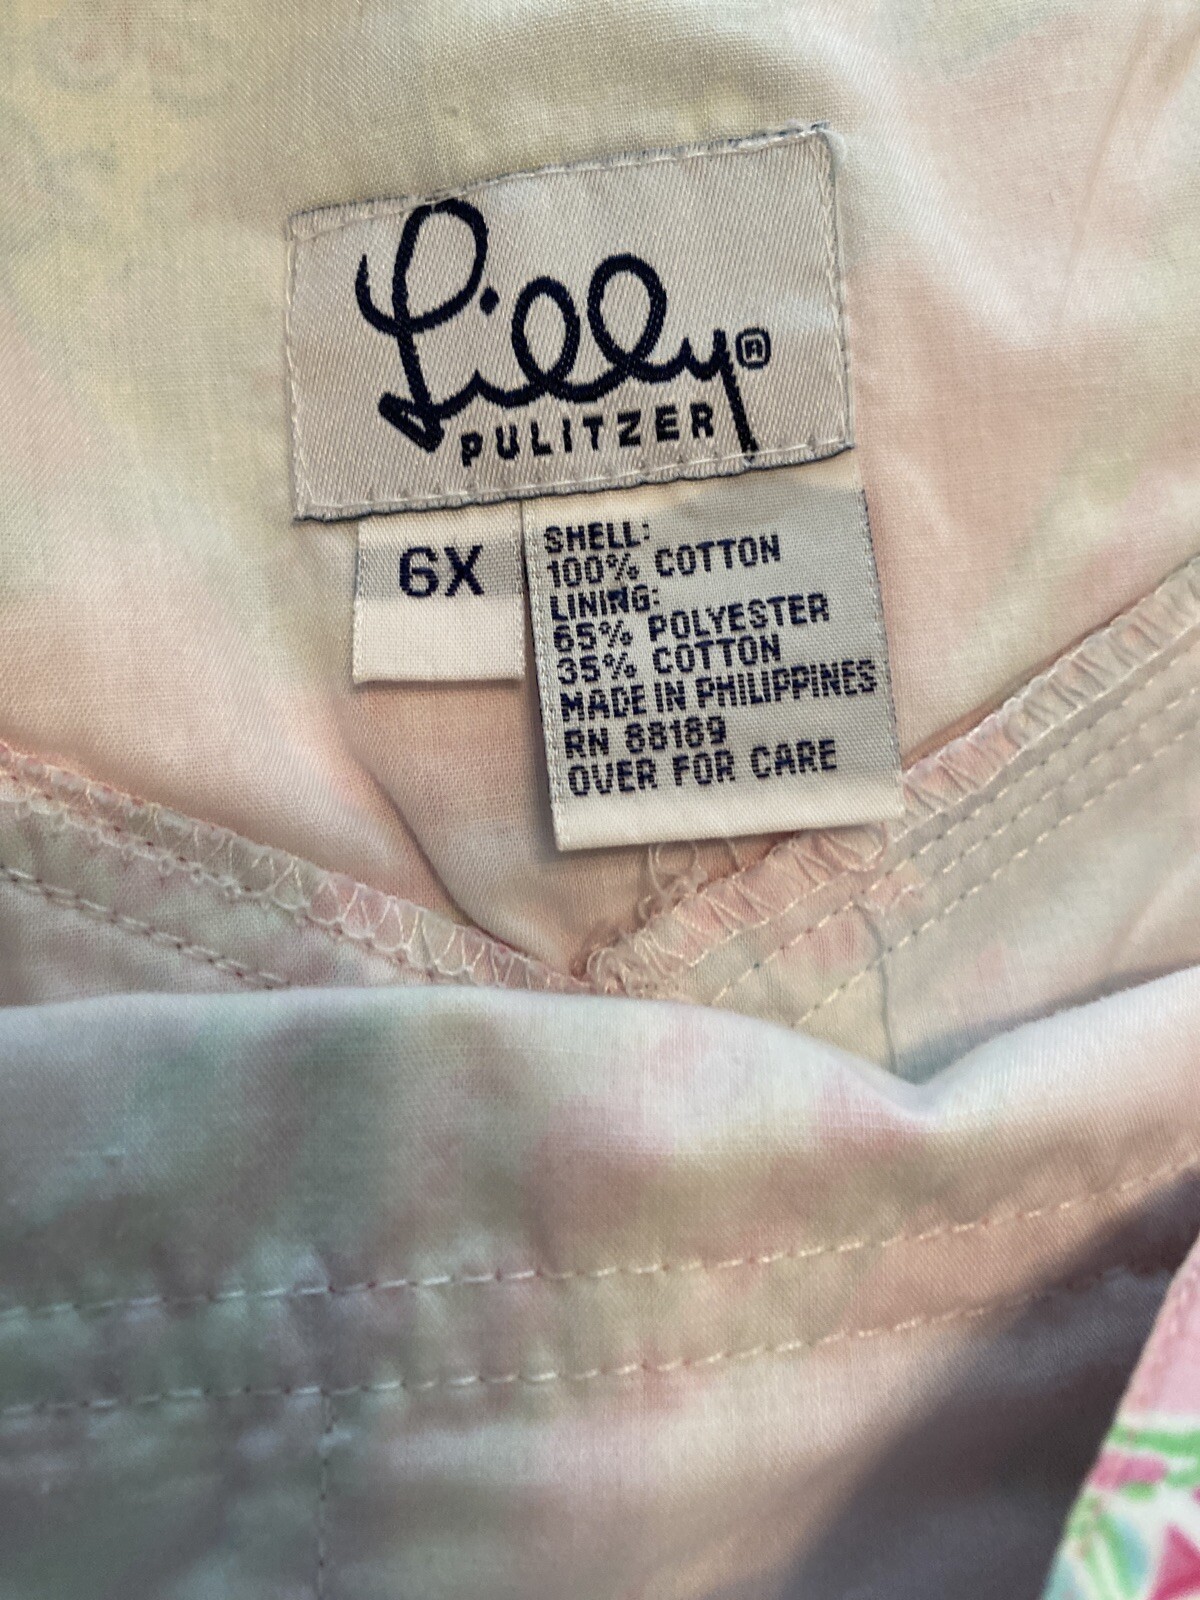 Lilly®
PULITZER
6X
SHELL:
100% COTTON
LINING:
65% POLYESTER
35% COTTON
MADE IN PHILIPPINES
RN 88189
OVER FOR CARE